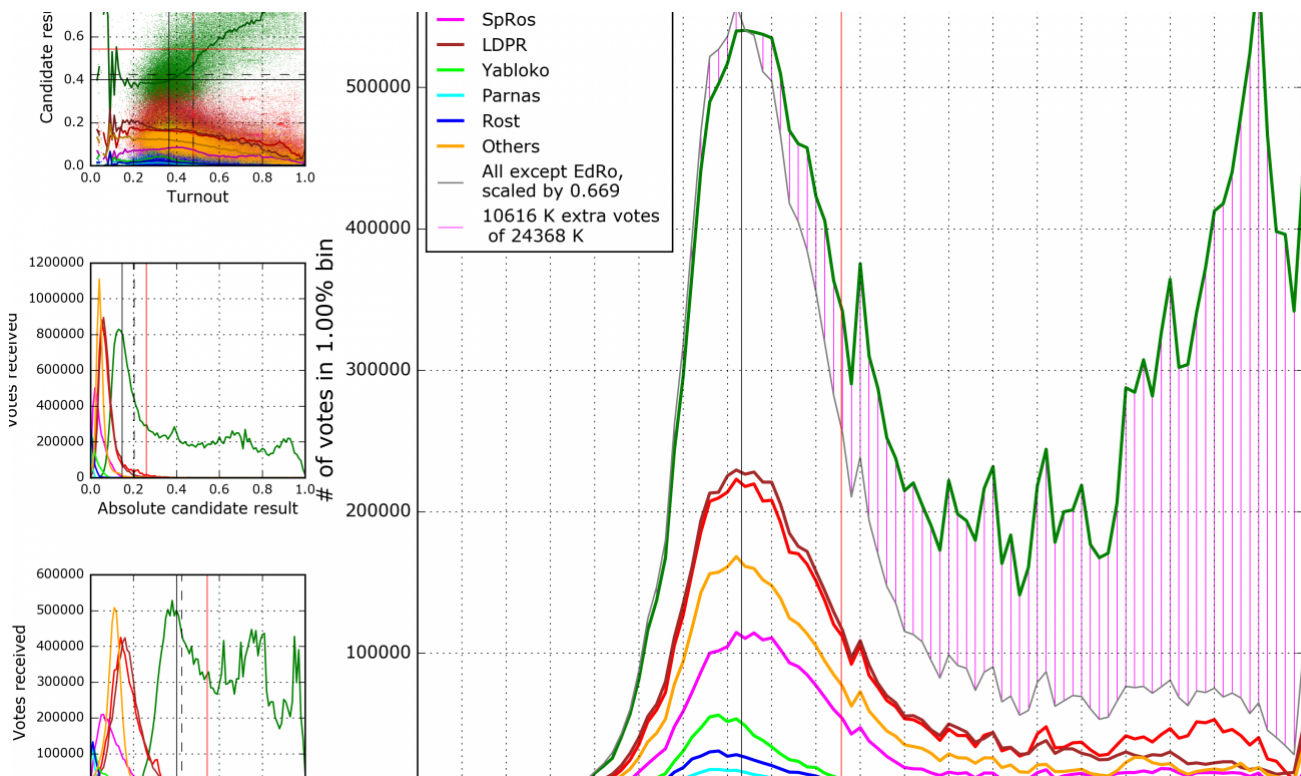 Candidate resu
0.6
0.4
0.2
0.0
0.0 0.2 0.4 0.6 0.8 1.0
Turnout
1200000
1000000
800000
600000
400000
200000
0
Votes received
0.0 0.2 0.4 0.6 0.8 1.0
Absolute candidate result
600000
500000
400000
300000
200000
100000
Votes received
# of votes in 1.00% bin
500000
400000
300000
200000
100000
SpRos
LDPR
Yabloko
Parnas
Rost
Others
All except EdRo,
scaled by 0.669
10616 K extra votes
of 24368 K